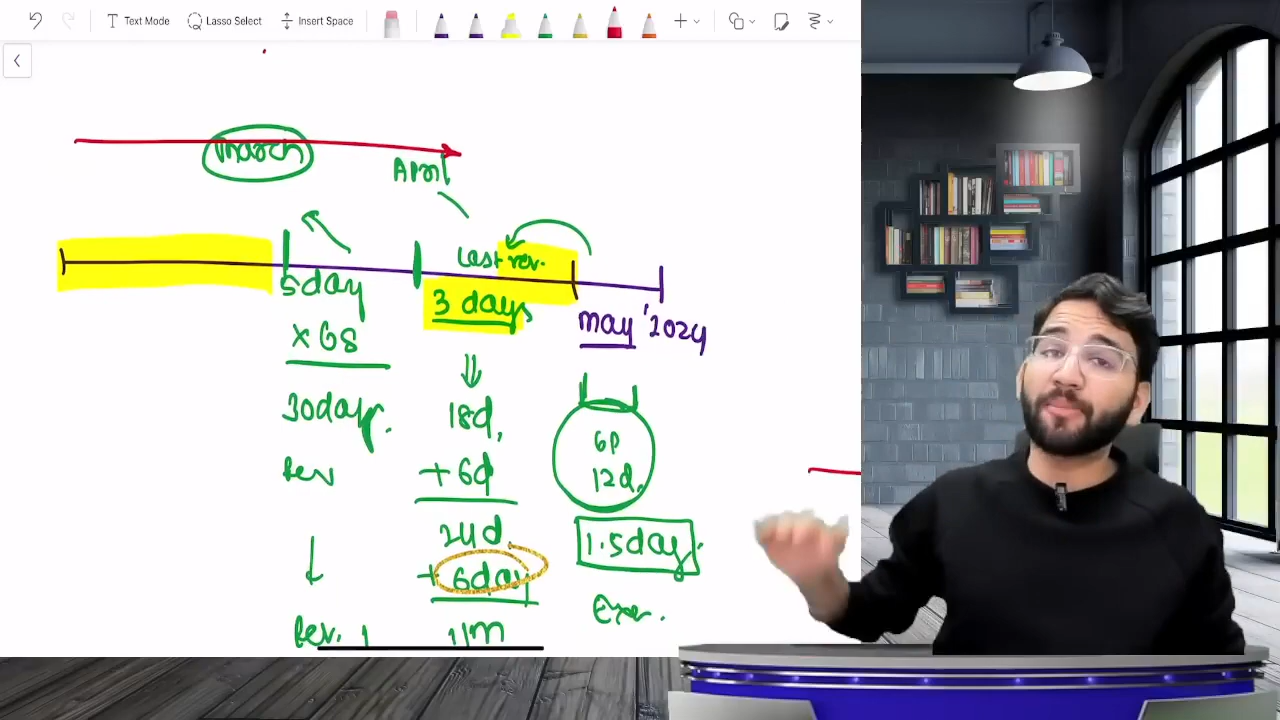 Text Mode
Lasso Select
Insert Space
March
April
Last rev.
5day
3 days
May '2024
x 6S
30days.
18d,
6P
12d,
+6d
Rev
24d.
1.5day.
+ 6day
Exam.
Rev. 1
1m